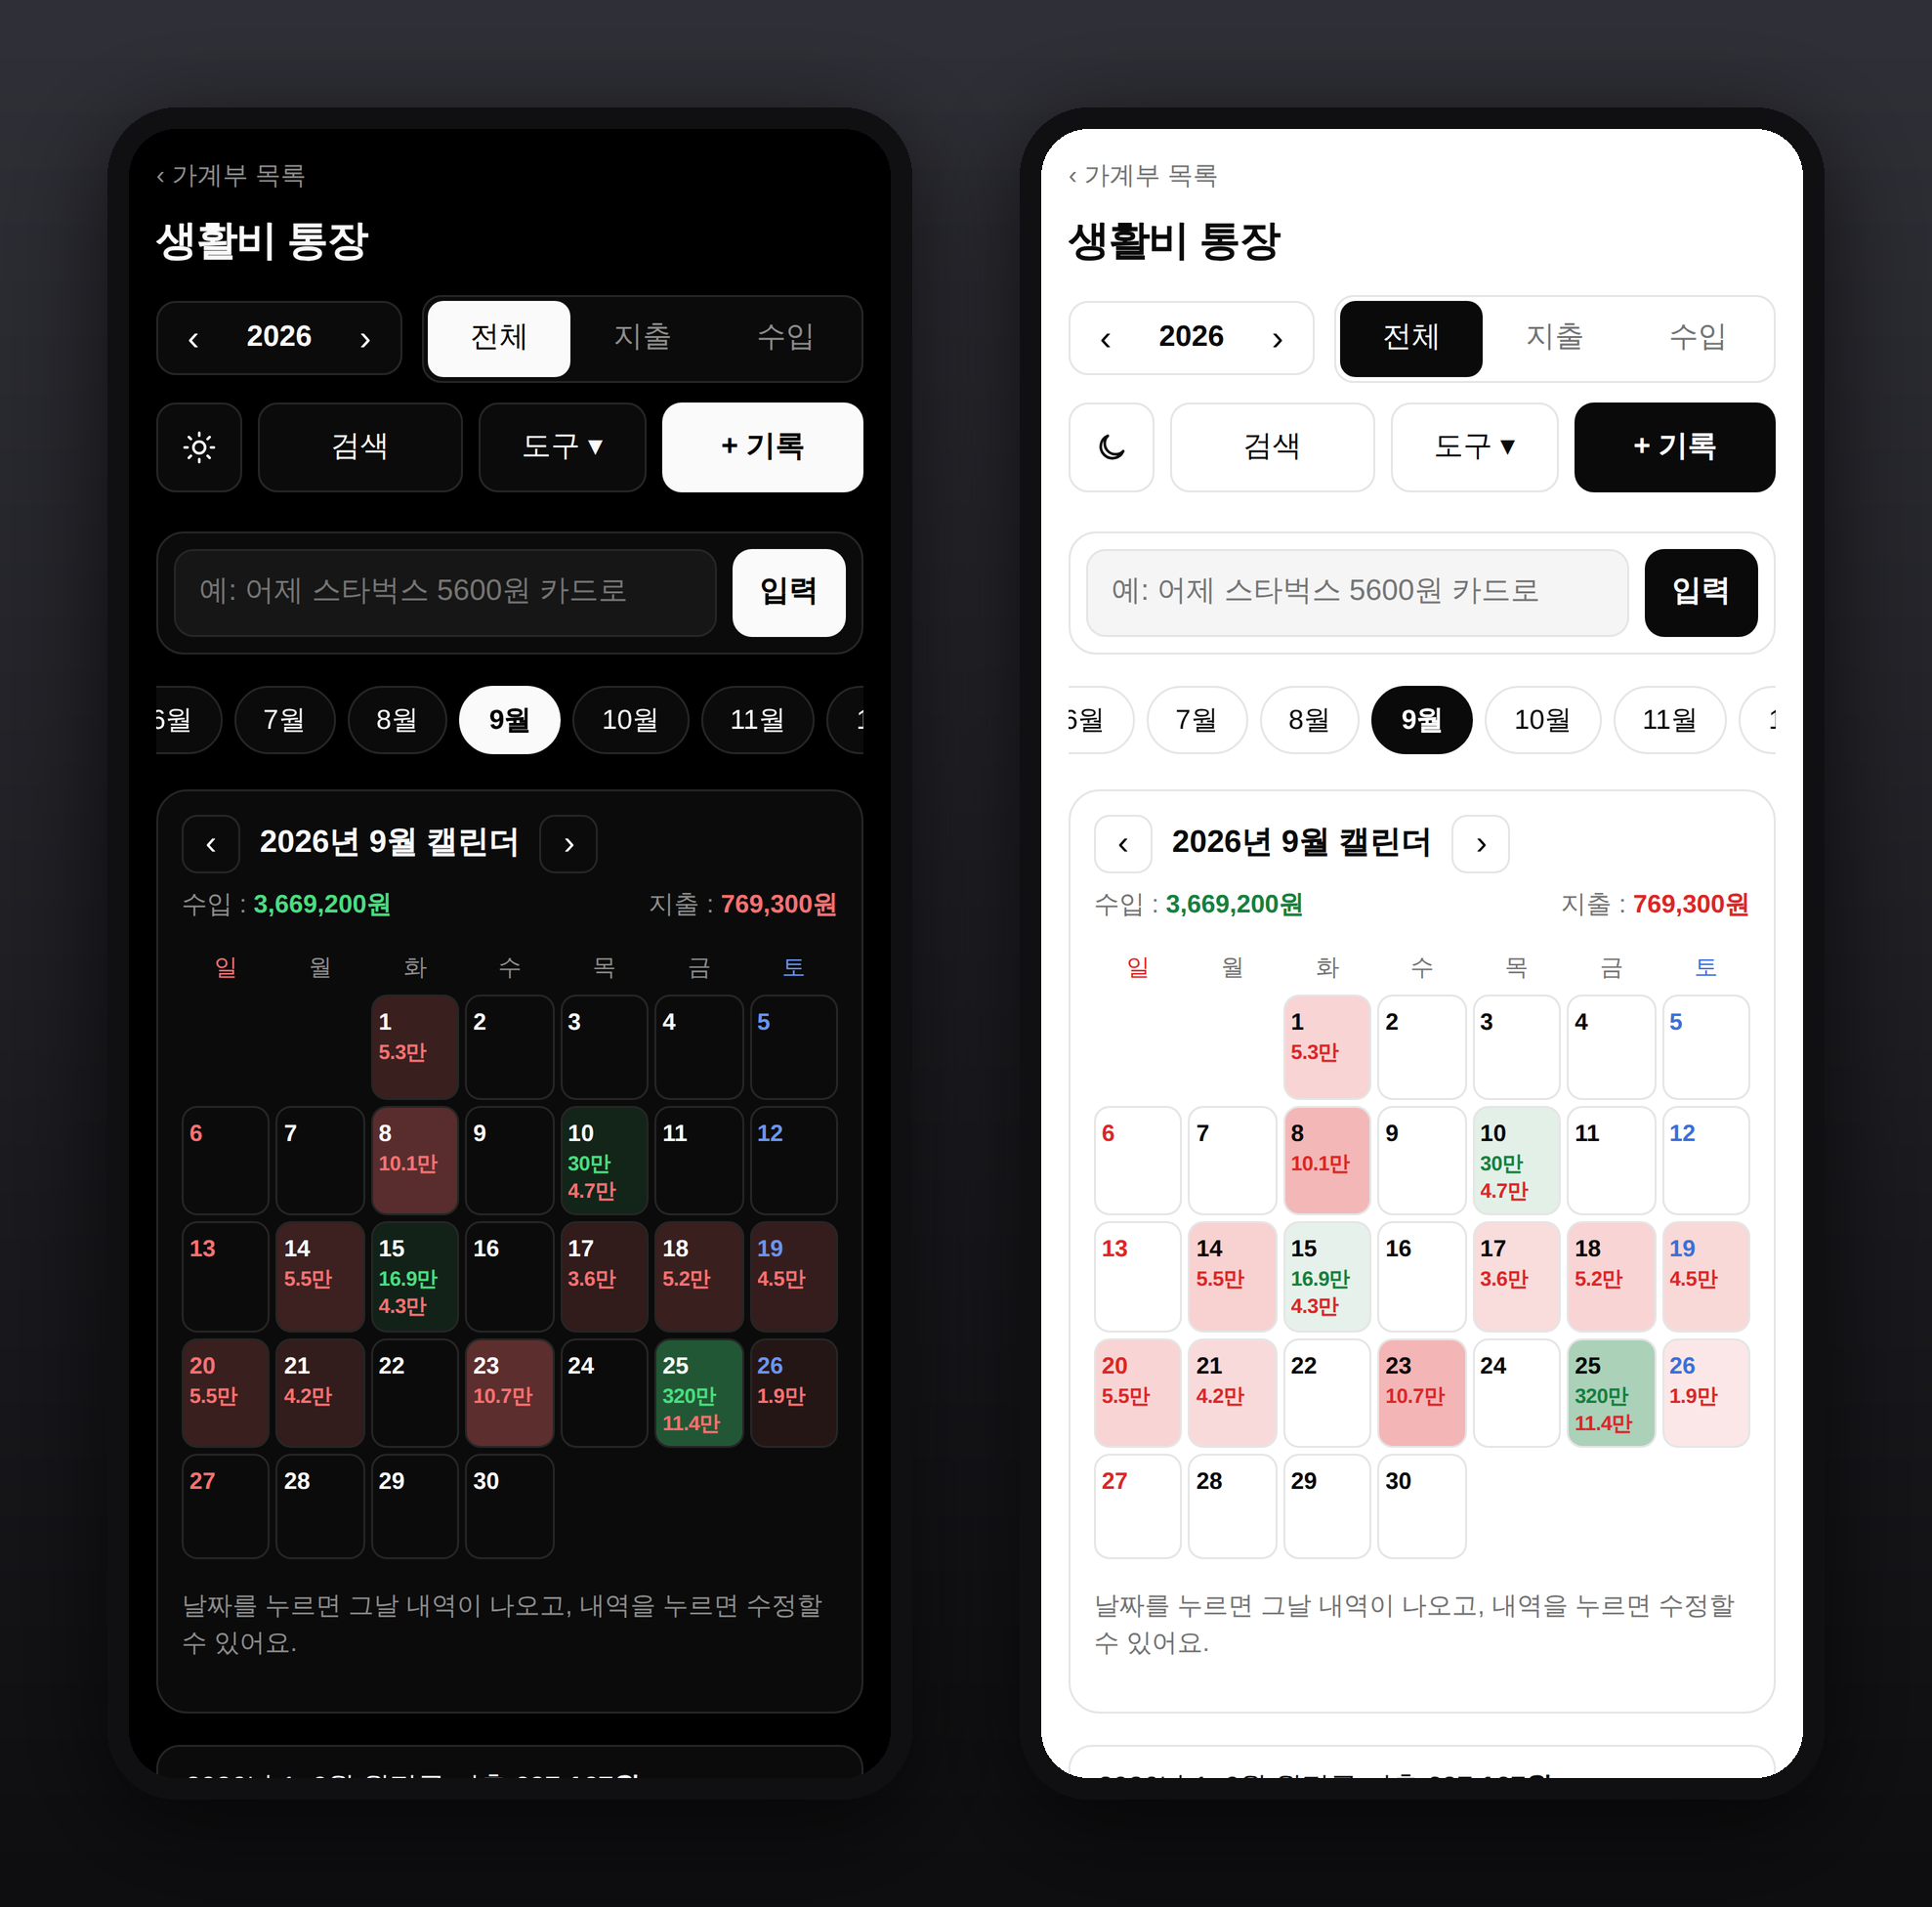 ‹ 가계부 목록
생활비 통장
‹ 2026 ›
전체 지출 수입
검색 도구 ▾ + 기록
예: 어제 스타벅스 5600원 카드로 입력
6월 7월 8월 9월 10월 11월
‹ 2026년 9월 캘린더 ›
수입 : 3,669,200원 지출 : 769,300원
일 월 화 수 목 금 토
1 2 3 4 5
5.3만
6 7 8 9 10 11 12
10.1만 30만
4.7만
13 14 15 16 17 18 19
5.5만 16.9만 3.6만 5.2만 4.5만
4.3만
20 21 22 23 24 25 26
5.5만 4.2만 10.7만 320만 1.9만
11.4만
27 28 29 30
날짜를 누르면 그날 내역이 나오고, 내역을 누르면 수정할
수 있어요.
‹ 가계부 목록
생활비 통장
‹ 2026 ›
전체 지출 수입
검색 도구 ▾ + 기록
예: 어제 스타벅스 5600원 카드로 입력
6월 7월 8월 9월 10월 11월
‹ 2026년 9월 캘린더 ›
수입 : 3,669,200원 지출 : 769,300원
일 월 화 수 목 금 토
1 2 3 4 5
5.3만
6 7 8 9 10 11 12
10.1만 30만
4.7만
13 14 15 16 17 18 19
5.5만 16.9만 3.6만 5.2만 4.5만
4.3만
20 21 22 23 24 25 26
5.5만 4.2만 10.7만 320만 1.9만
11.4만
27 28 29 30
날짜를 누르면 그날 내역이 나오고, 내역을 누르면 수정할
수 있어요.